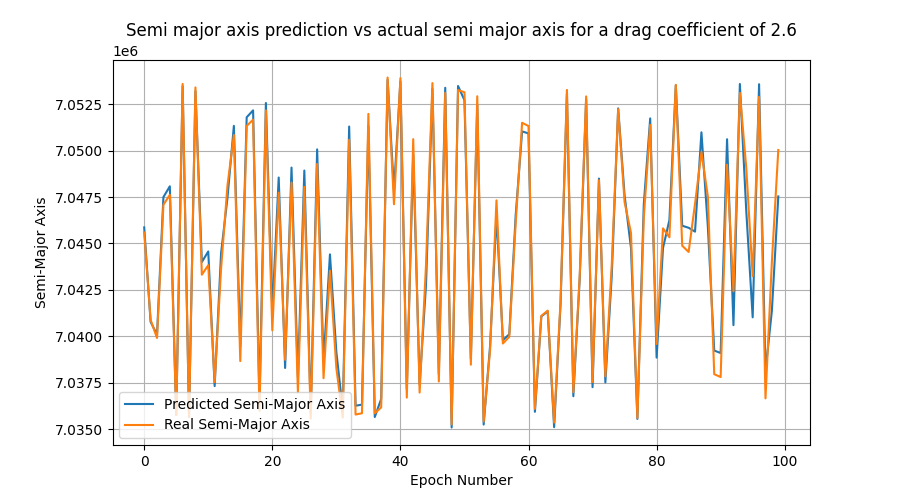 Semi major axis prediction vs actual semi major axis for a drag coefficient of 2.6
1e6
7.0525
7.0500
7.0475
7.0450
7.0425
7.0400
7.0375
7.0350
Semi-Major Axis
Predicted Semi-Major Axis
Real Semi-Major Axis
0 20 40 60 80 100
Epoch Number